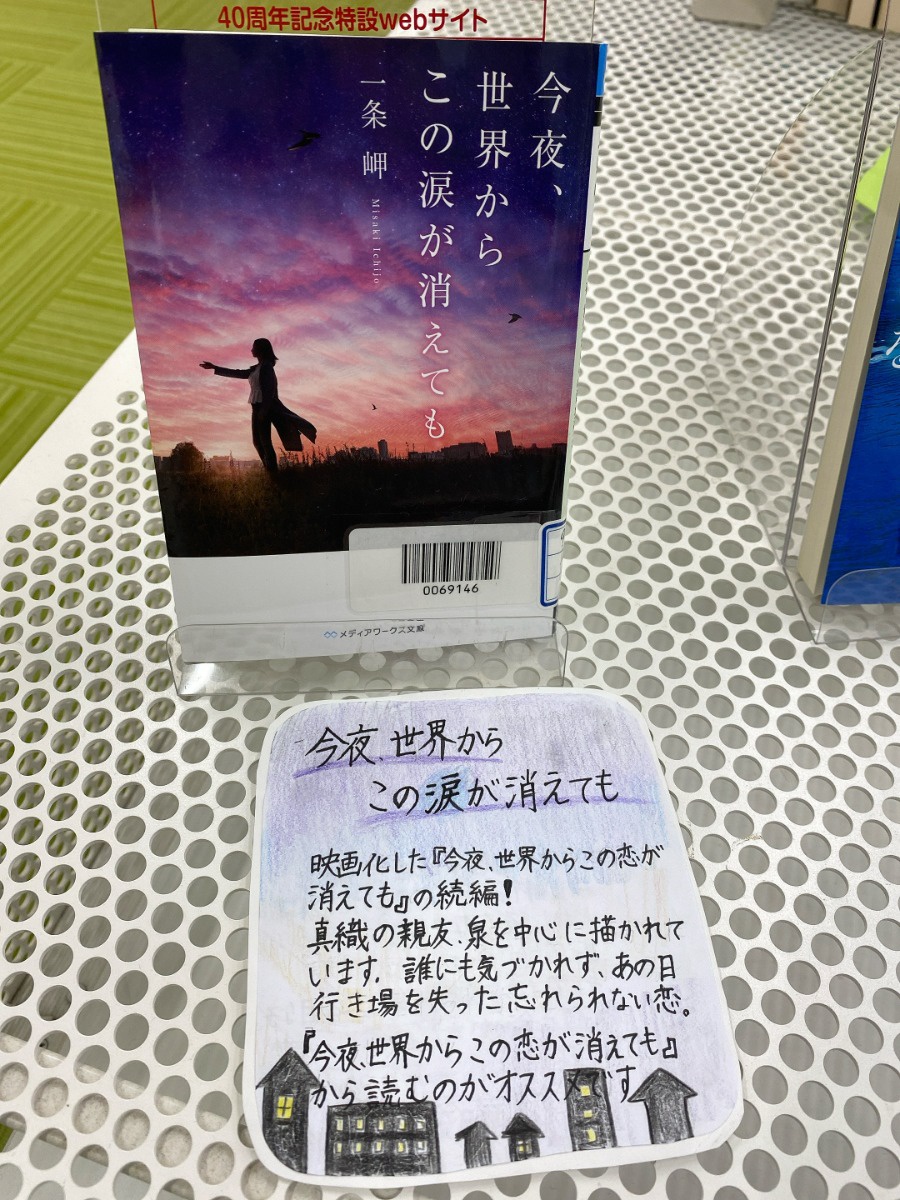 40周年記念特設webサイト
今夜、
世界から
この涙が消えても
一条 岬
Misaki Ichijo
0069146
メディアワークス文庫
今夜、世界から
この涙が消えても
映画化した『今夜、世界からこの恋が
消えても』の続編!
真織の親友、泉を中心に描かれて
います。誰にも気づかれず、あの日
行き場を失った忘れられない恋。
『今夜、世界からこの恋が消えても』
から読むのがオススメです